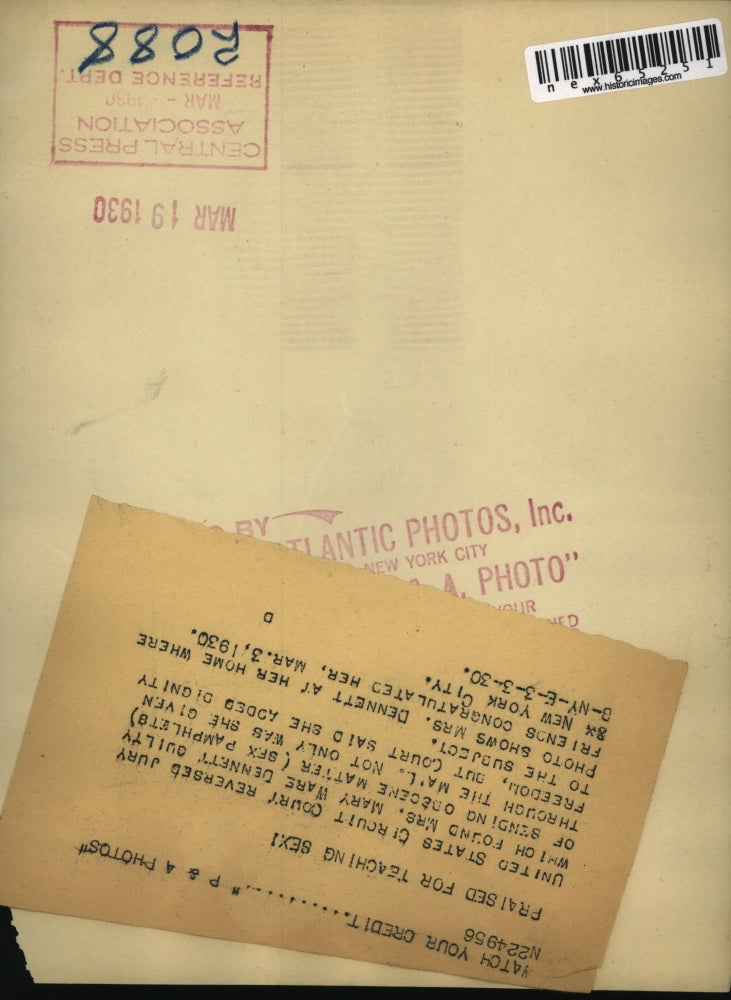 nex65251
www.historicimages.com
R088
REFERENCE DEPT.
MAR - 1930
ASSOCIATION
CENTRAL PRESS
MAR 19 1930
BY
TLANTIC PHOTOS, Inc.
NEW YORK CITY
A. PHOTO"
OUR
WATCH YOUR CREDIT............" P & A PHOTOS"
N224956
PRAISED FOR TEACHING SEX!
UNITED STATES CIRCUIT COURT REVERSED JURY
WHICH FOUND MRS. MARY WARE DENNETT GUILTY
OF SENDING OBSCENE MATTER ( SEX PAMPHLETS)
THROUGH THE MA'L. NOT ONLY WAS SHE GIVEN
FREEDOM, BUT COURT SAID SHE ADDED DIGNITY
TO THE SUBJECT.
PHOTO SHOWS MRS. DENNETT AT HER HOME WHERE
FRIENDS CONGRATULATED HER, MAR.3,1930.
NEW YORK CITY.
B-NY-E-3-3-30.
D